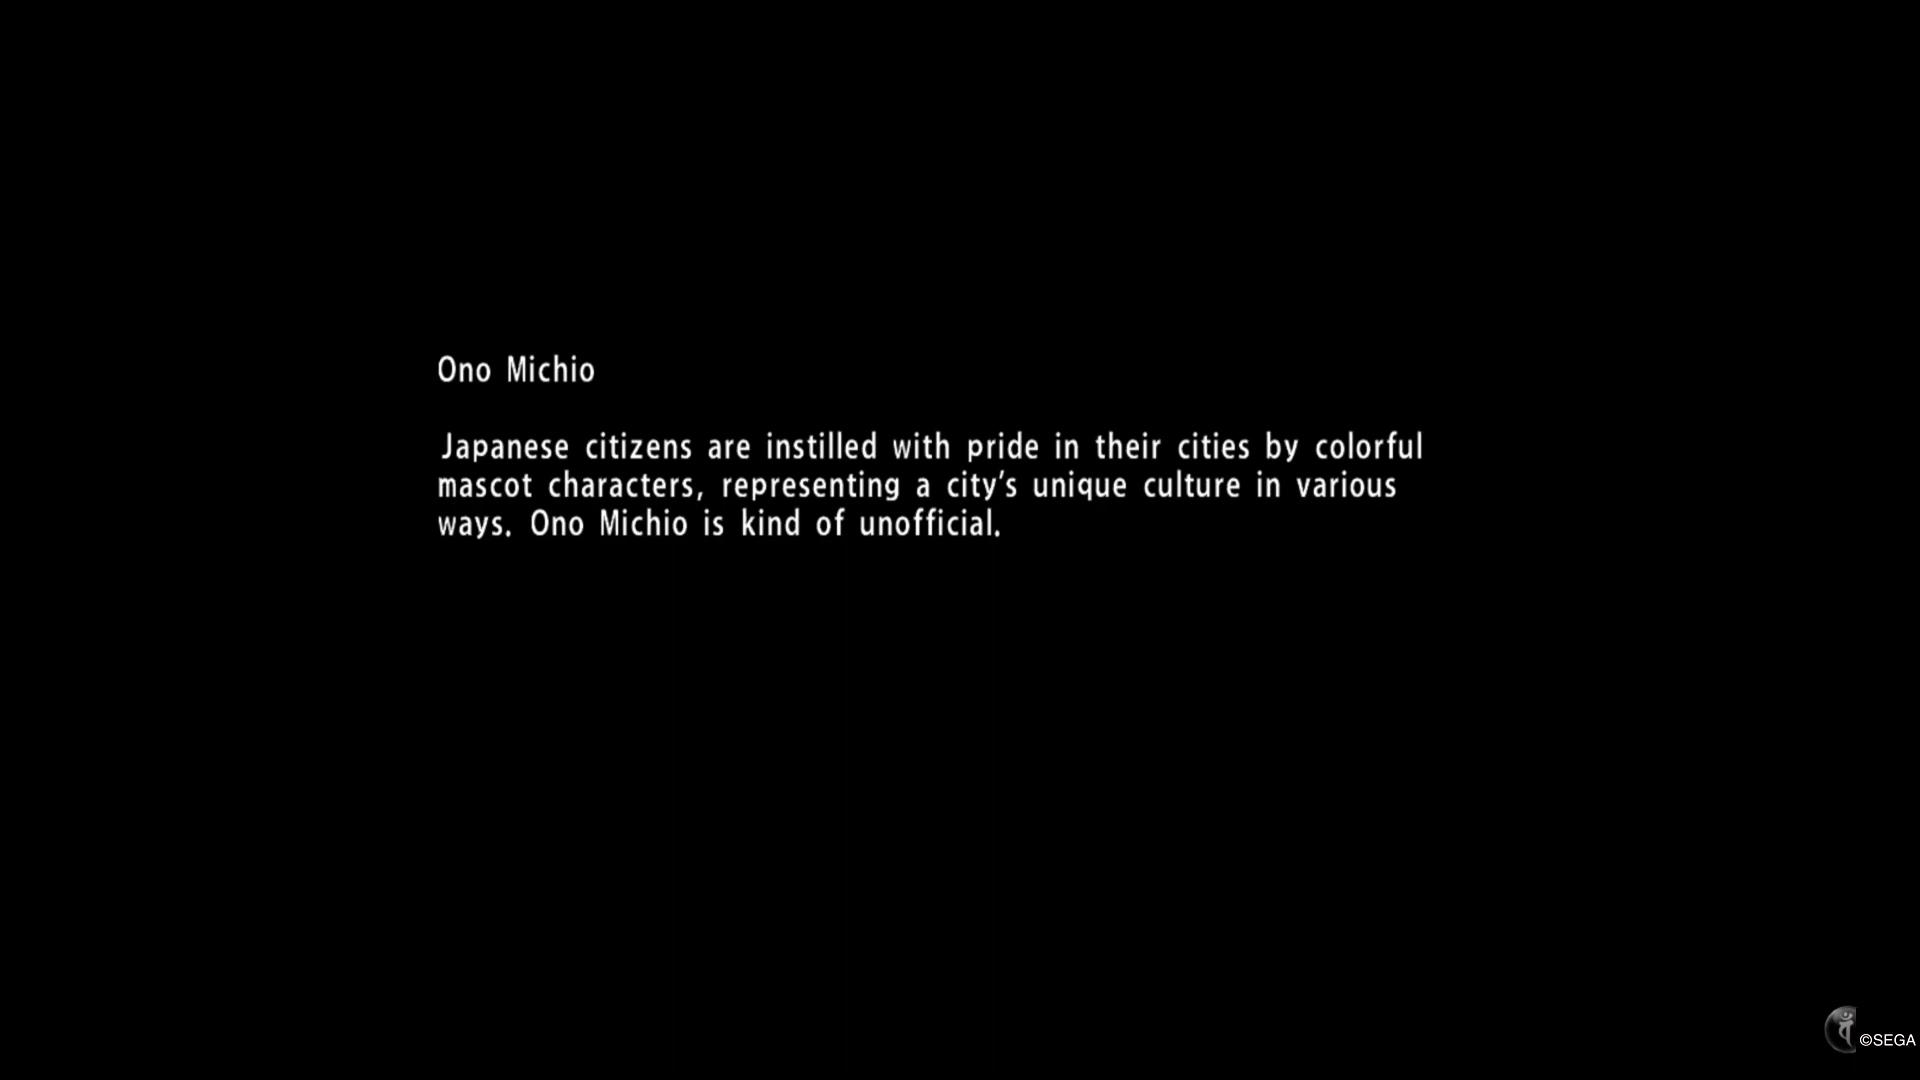 Ono Michio
Japanese citizens are instilled with pride in their cities by colorful
mascot characters, representing a city's unique culture in various
ways. Ono Michio is kind of unofficial.
©SEGA